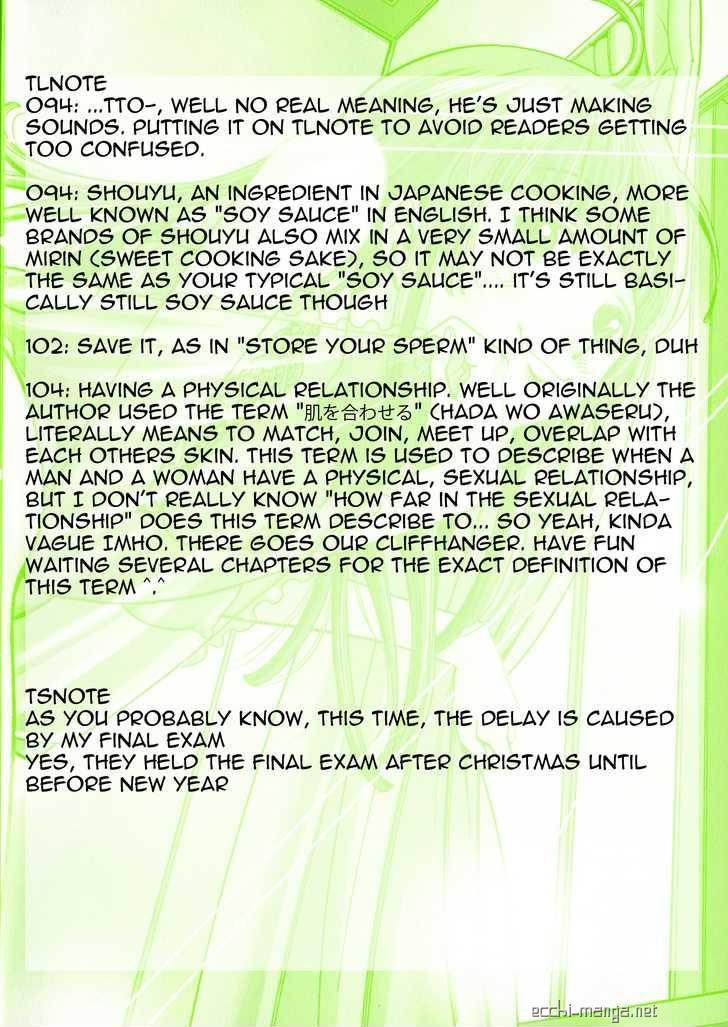 TLNOTE
094: ...TTO-, WELL NO REAL MEANING, HE'S JUST MAKING
SOUNDS. PUTTING IT ON TLNOTE TO AVOID READERS GETTING
TOO CONFUSED.
094: SHOUYU, AN INGREDIENT IN JAPANESE COOKING, MORE
WELL KNOWN AS "SOY SAUCE" IN ENGLISH. I THINK SOME
BRANDS OF SHOUYU ALSO MIX IN A VERY SMALL AMOUNT OF
MIRIN (SWEET COOKING SAKE), SO IT MAY NOT BE EXACTLY
THE SAME AS YOUR TYPICAL "SOY SAUCE".... IT'S STILL BASI-
CALLY STILL SOY SAUCE THOUGH
102: SAVE IT, AS IN "STORE YOUR SPERM" KIND OF THING, DUH
104: HAVING A PHYSICAL RELATIONSHIP. WELL ORIGINALLY THE
AUTHOR USED THE TERM "肌を合わせる" (HADA WO AWASERU),
LITERALLY MEANS TO MATCH, JOIN, MEET UP, OVERLAP WITH
EACH OTHERS SKIN. THIS TERM IS USED TO DESCRIBE WHEN A
MAN AND A WOMAN HAVE A PHYSICAL, SEXUAL RELATIONSHIP,
BUT I DON'T REALLY KNOW "HOW FAR IN THE SEXUAL RELA-
TIONSHIP" DOES THIS TERM DESCRIBE TO... SO YEAH, KINDA
VAGUE IMHO. THERE GOES OUR CLIFFHANGER. HAVE FUN
WAITING SEVERAL CHAPTERS FOR THE EXACT DEFINITION OF
THIS TERM ^.^
TSNOTE
AS YOU PROBABLY KNOW, THIS TIME, THE DELAY IS CAUSED
BY MY FINAL EXAM
YES, THEY HELD THE FINAL EXAM AFTER CHRISTMAS UNTIL
BEFORE NEW YEAR
ecchi-manga.net